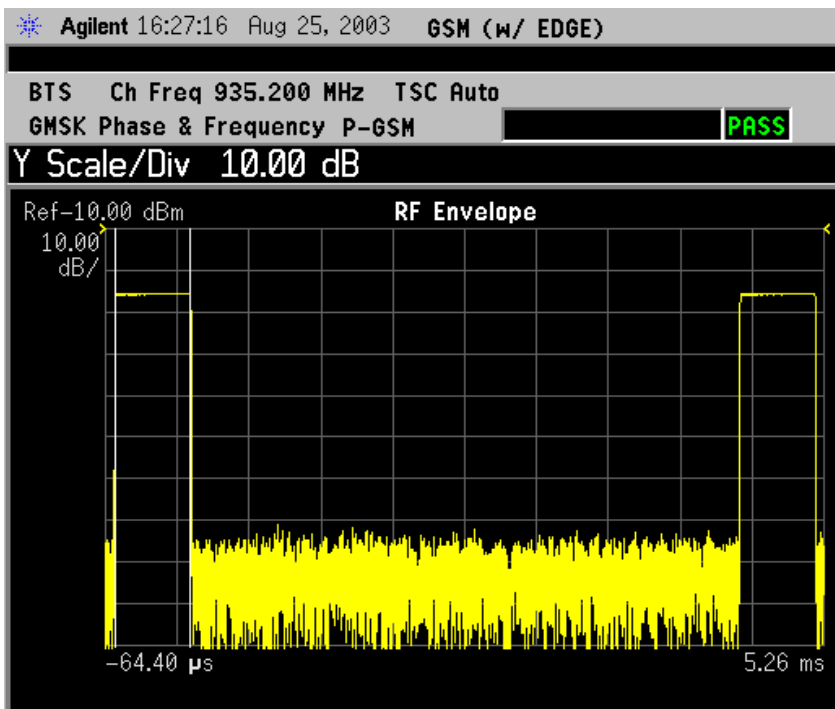 Agilent 16:27:16 Aug 25, 2003 GSM (w/ EDGE)
BTS Ch Freq 935.200 MHz TSC Auto
GMSK Phase & Frequency P-GSM PASS
Y Scale/Div 10.00 dB
Ref-10.00 dBm RF Envelope
10.00
dB/
-64.40 µs 5.26 ms